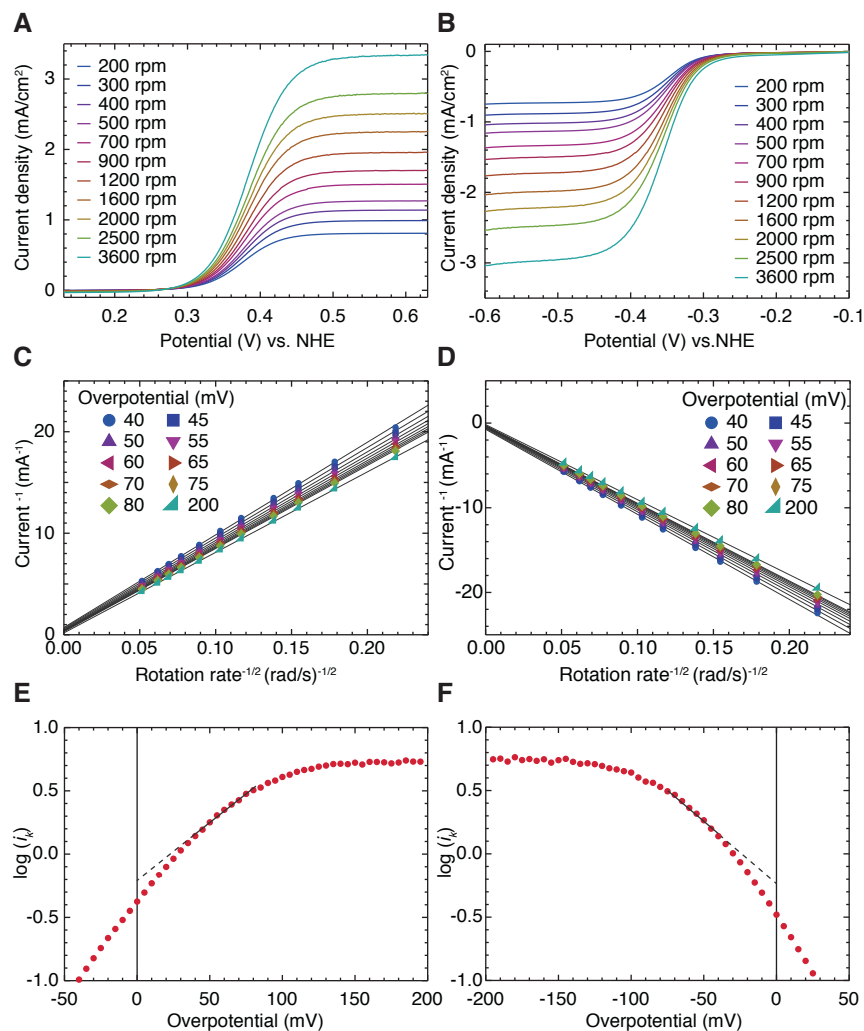 A
Current density (mA/cm²)
3
2
1
0
200 rpm
300 rpm
400 rpm
500 rpm
700 rpm
900 rpm
1200 rpm
1600 rpm
2000 rpm
2500 rpm
3600 rpm
0.2 0.3 0.4 0.5 0.6
Potential (V) vs. NHE
B
Current density (mA/cm²)
0
-1
-2
-3
200 rpm
300 rpm
400 rpm
500 rpm
700 rpm
900 rpm
1200 rpm
1600 rpm
2000 rpm
2500 rpm
3600 rpm
-0.6 -0.5 -0.4 -0.3 -0.2 -0.1
Potential (V) vs.NHE
C
Current ⁻¹ (mA⁻¹)
20
10
0
Overpotential (mV)
40 45
50 55
60 65
70 75
80 200
0.00 0.05 0.10 0.15 0.20
Rotation rate⁻¹/² (rad/s)⁻¹/²
D
Current ⁻¹ (mA⁻¹)
0
-10
-20
Overpotential (mV)
40 45
50 55
60 65
70 75
80 200
0.00 0.05 0.10 0.15 0.20
Rotation rate⁻¹/² (rad/s)⁻¹/²
E
log (iₖ)
1.0
0.5
0.0
-0.5
-1.0
-50 0 50 100 150 200
Overpotential (mV)
F
log (iₖ)
1.0
0.5
0.0
-0.5
-1.0
-200 -150 -100 -50 0 50
Overpotential (mV)